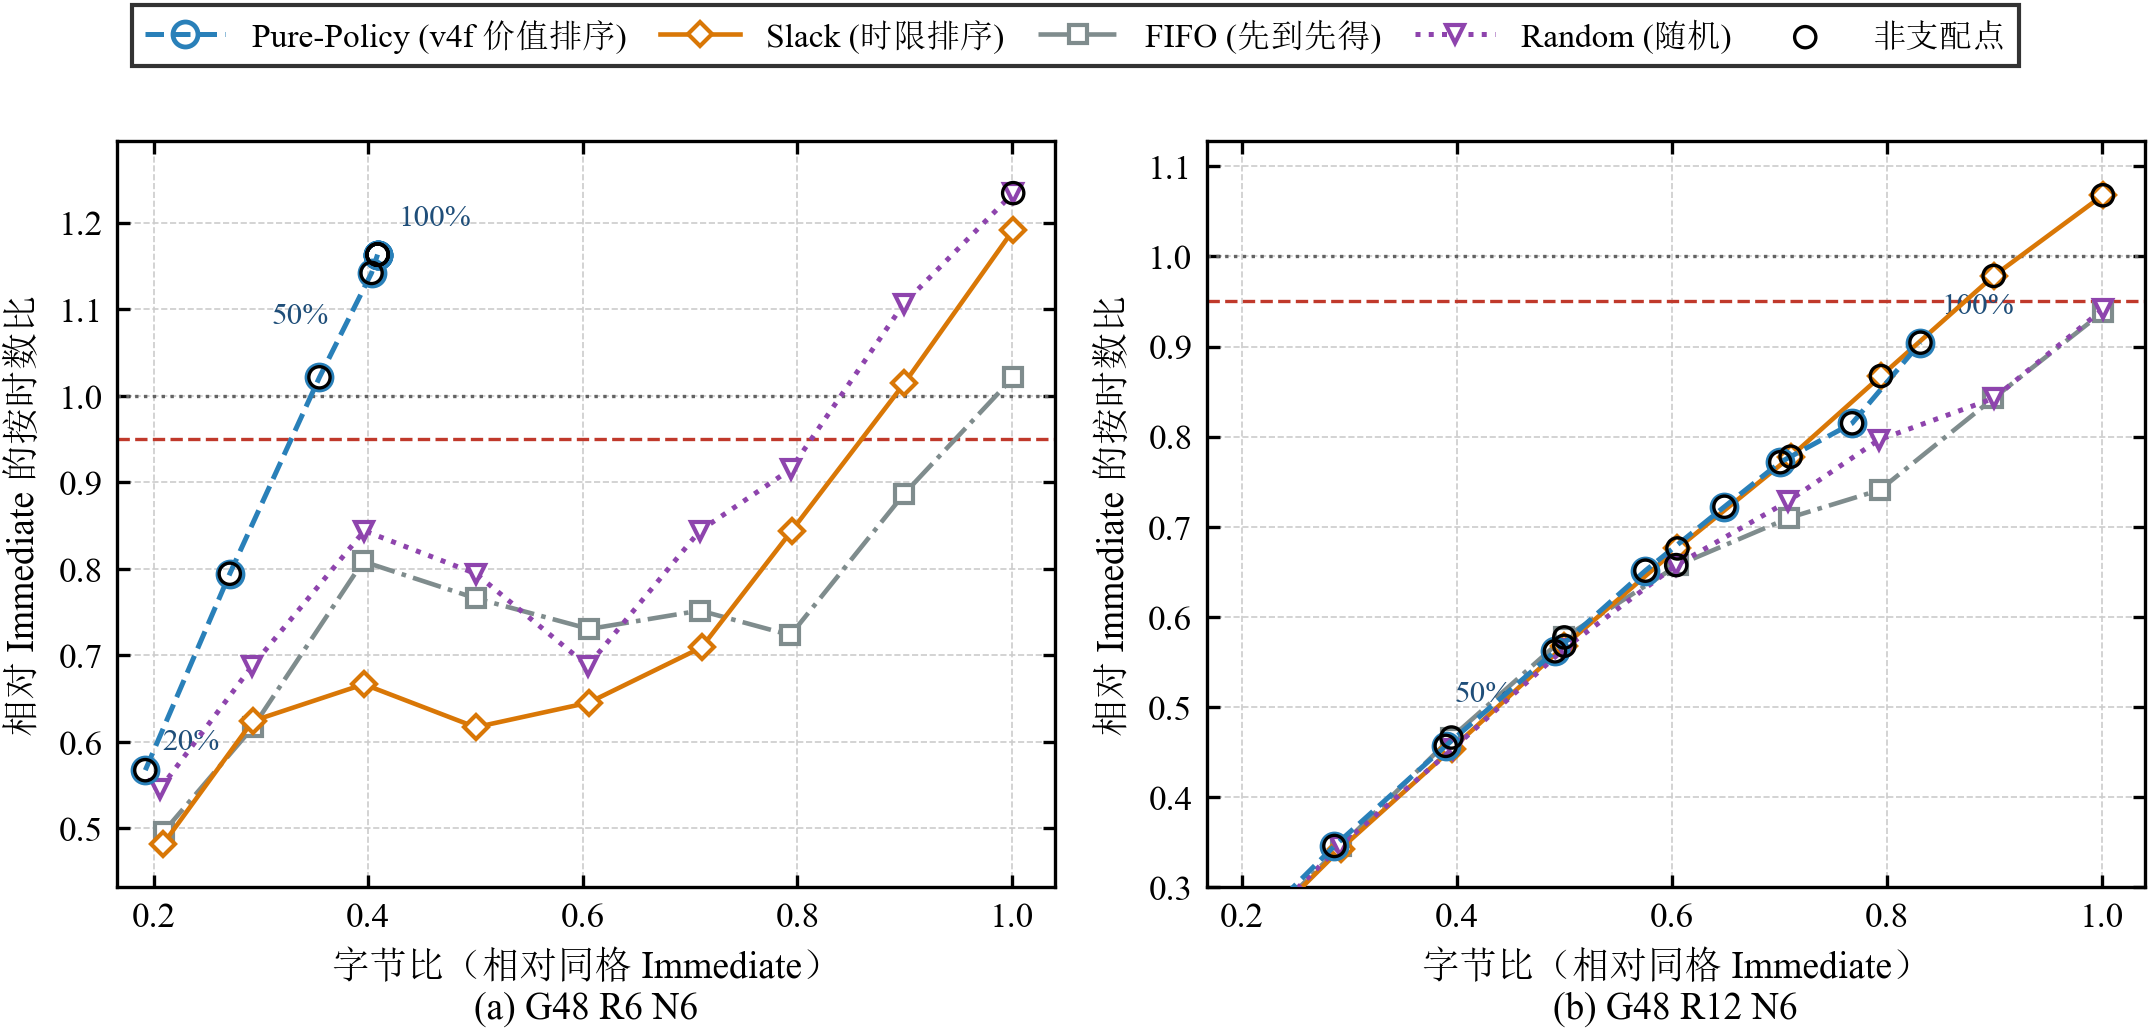 Pure-Policy (v4f 价值排序) Slack (时限排序) FIFO (先到先得) Random (随机) 非支配点
相对 Immediate 的按时数比
1.2
1.1
1.0
0.9
0.8
0.7
0.6
0.5
100%
50%
20%
0.2 0.4 0.6 0.8 1.0
字节比（相对同格 Immediate）
(a) G48 R6 N6
相对 Immediate 的按时数比
1.1
1.0
0.9
0.8
0.7
0.6
0.5
0.4
0.3
100%
50%
0.2 0.4 0.6 0.8 1.0
字节比（相对同格 Immediate）
(b) G48 R12 N6